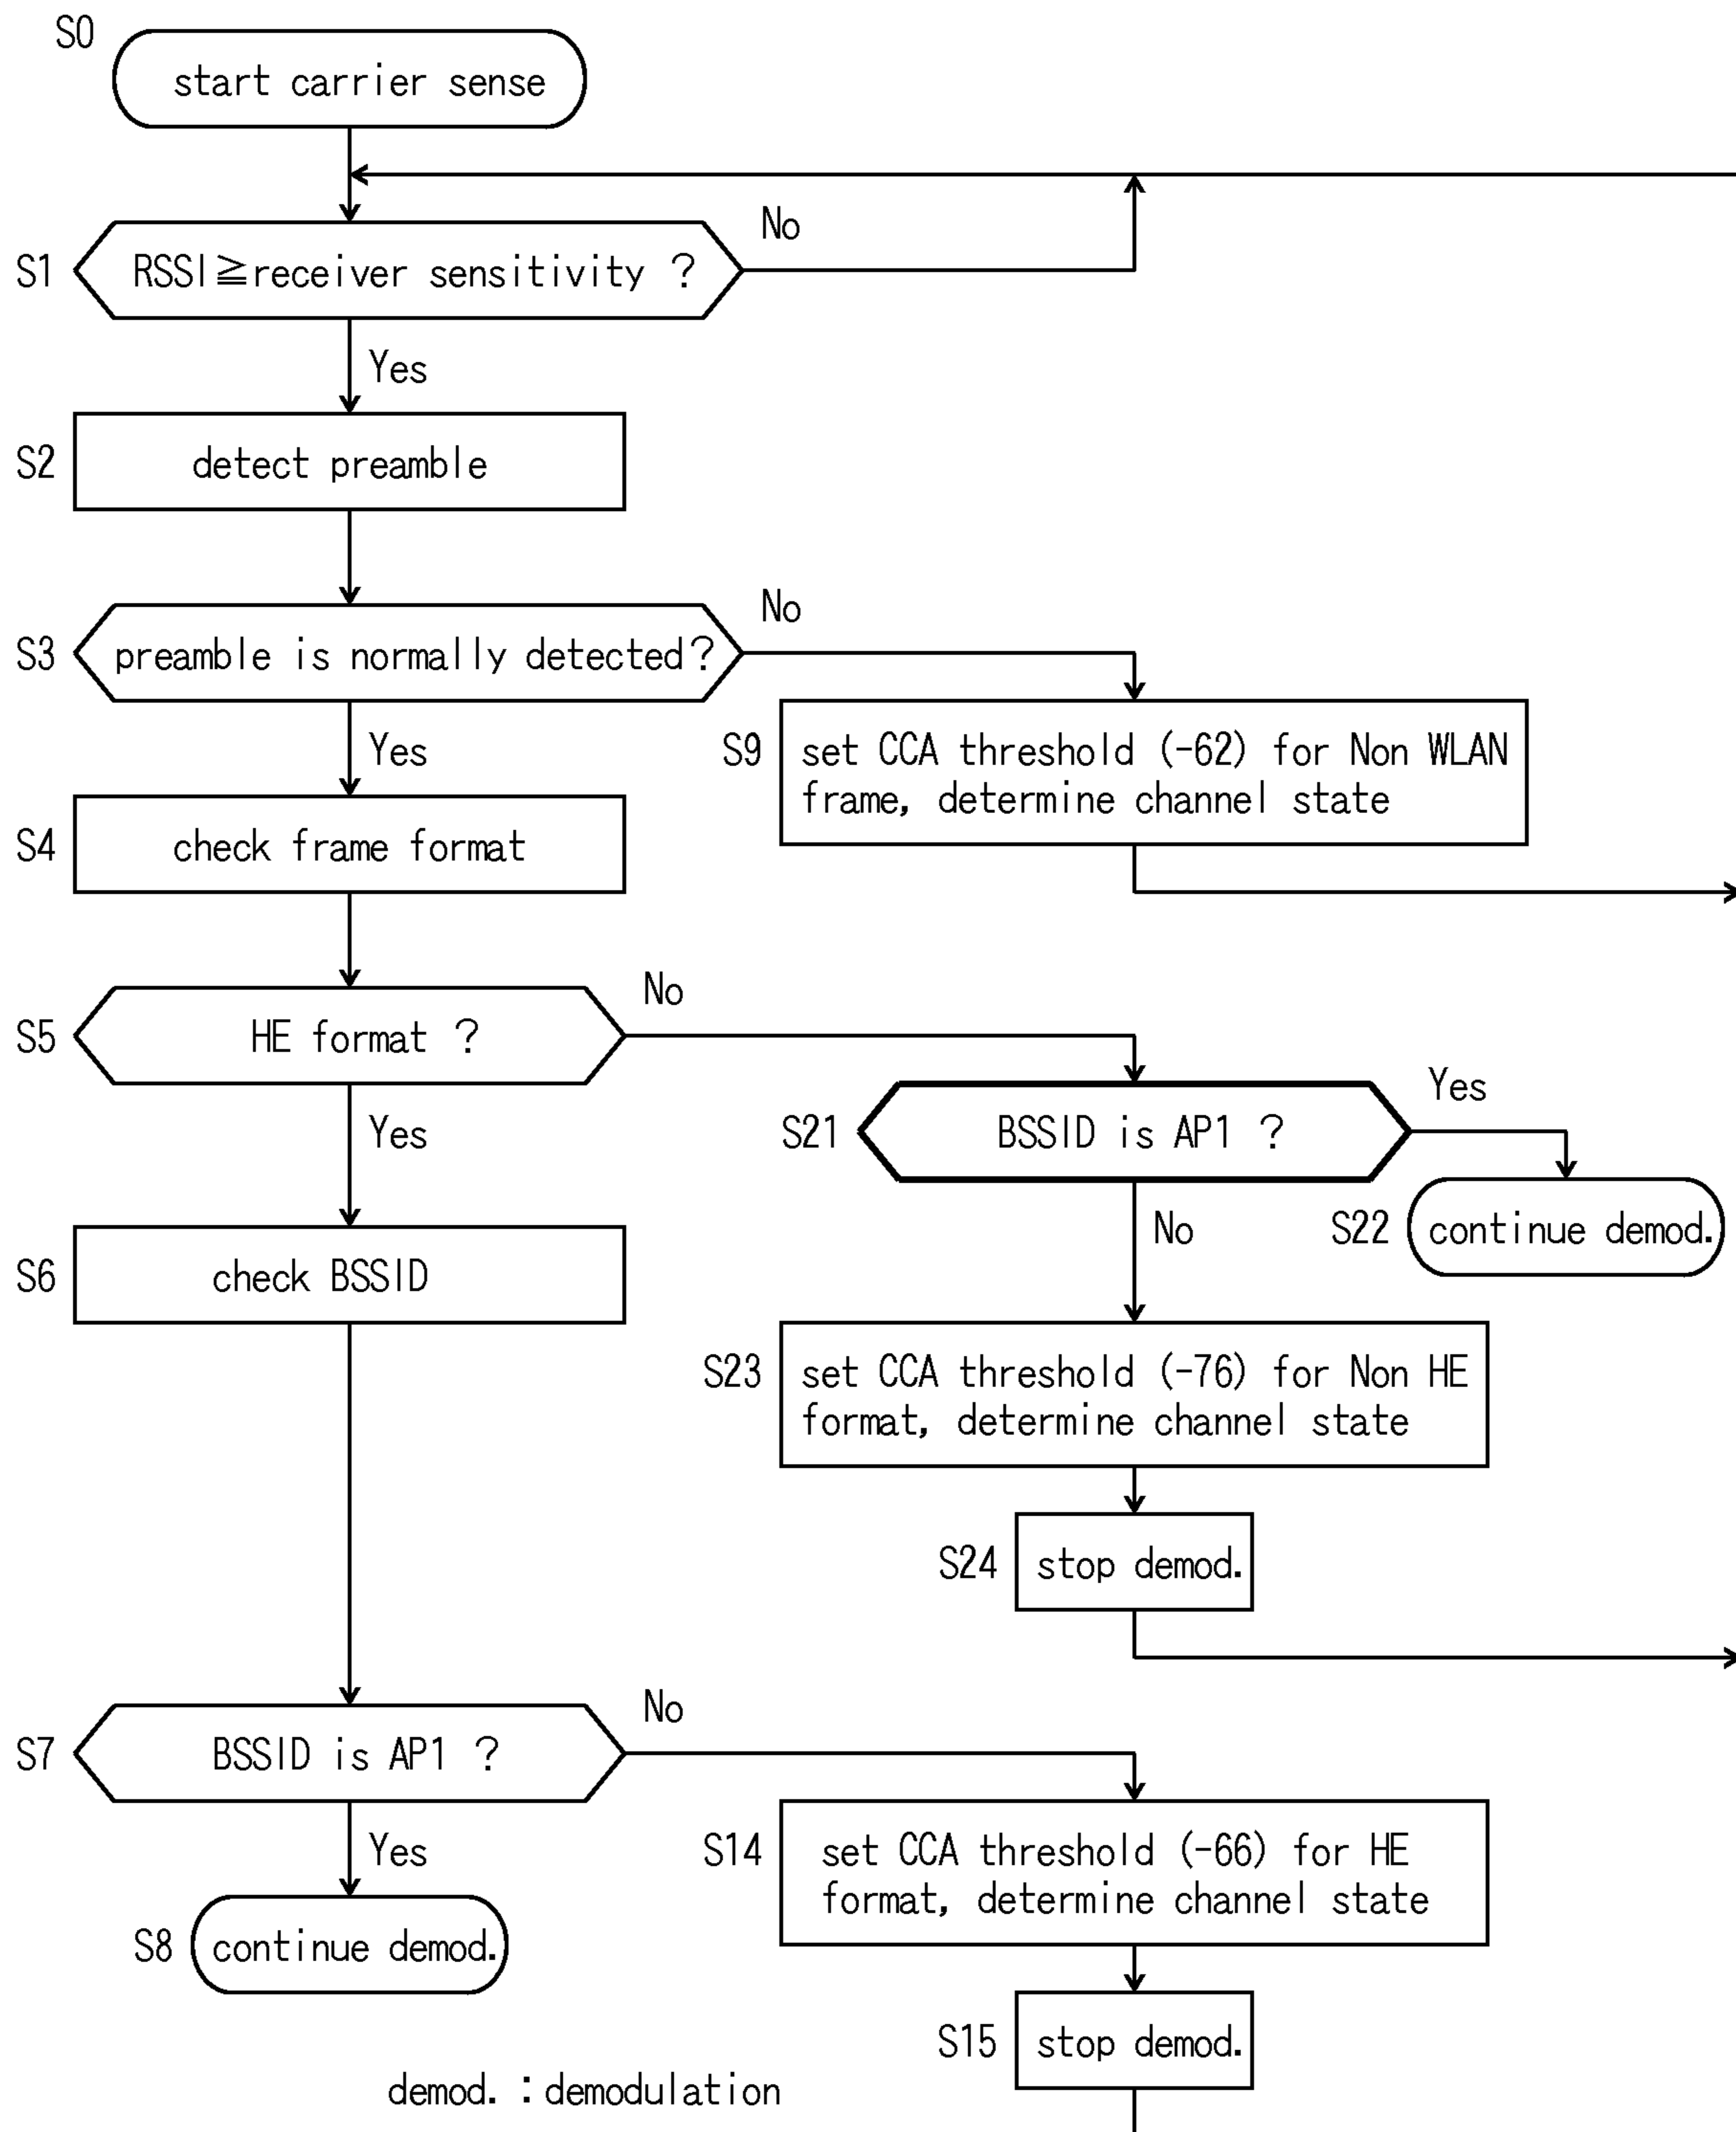 S0
start carrier sense
S1
RSSI≧receiver sensitivity ?
No
Yes
S2
detect preamble
S3
preamble is normally detected?
No
Yes
S9
set CCA threshold (-62) for Non WLAN
frame, determine channel state
S4
check frame format
S5
HE format ?
No
Yes
S21
BSSID is AP1 ?
Yes
No
S22
continue demod.
S6
check BSSID
S23
set CCA threshold (-76) for Non HE
format, determine channel state
S24
stop demod.
S7
BSSID is AP1 ?
No
Yes
S14
set CCA threshold (-66) for HE
format, determine channel state
S8
continue demod.
S15
stop demod.
demod. : demodulation